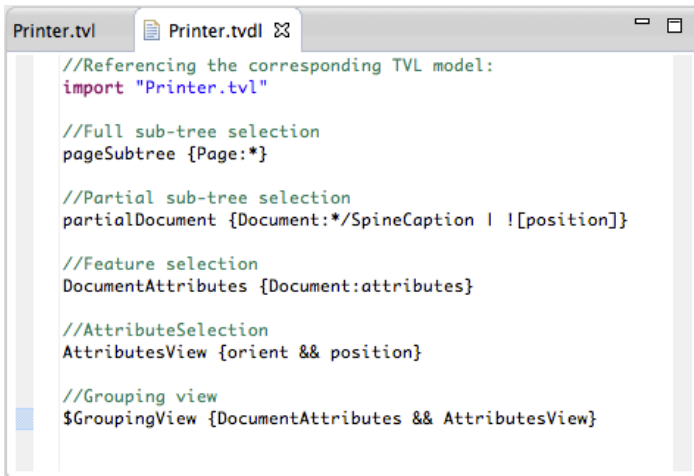 Printer.tvl Printer.tvdl
//Referencing the corresponding TVL model:
import "Printer.tvl"
//Full sub-tree selection
pageSubtree {Page:*}
//Partial sub-tree selection
partialDocument {Document:*/SpineCaption | ![position]}
//Feature selection
DocumentAttributes {Document:attributes}
//AttributeSelection
AttributesView {orient && position}
//Grouping view
$GroupingView {DocumentAttributes && AttributesView}